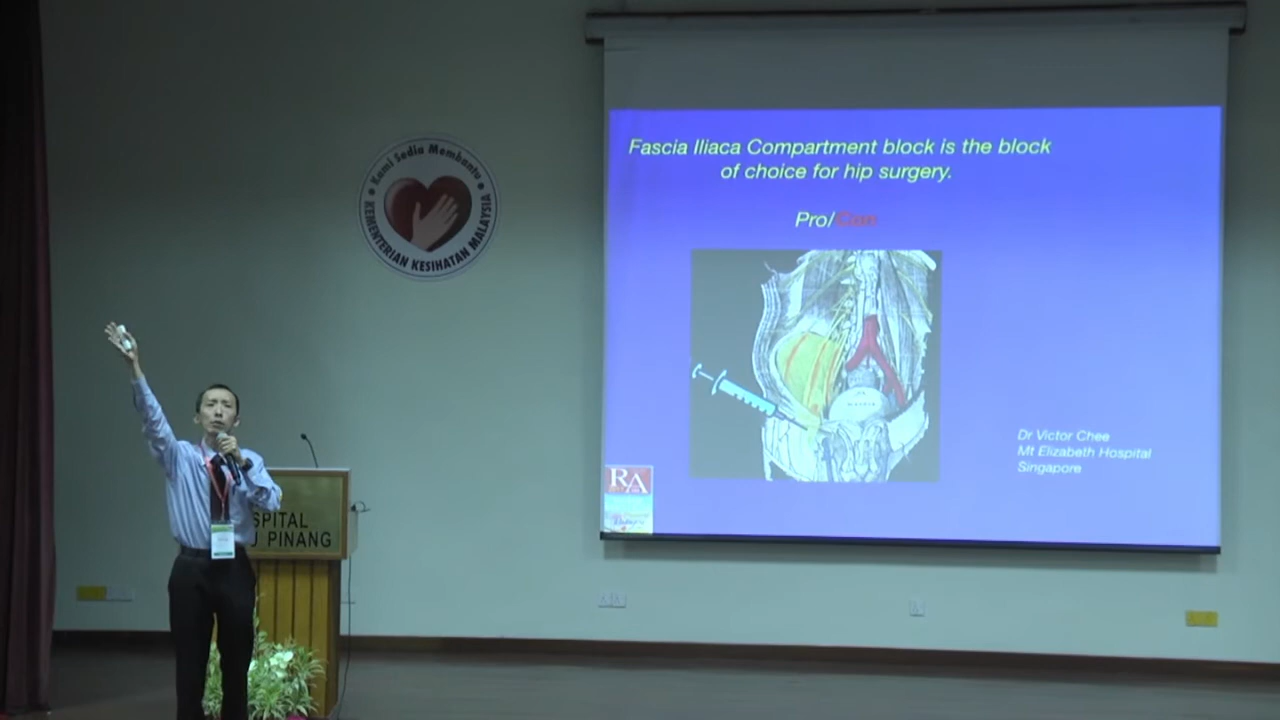 Kami Sedia Membantu
KEMENTERIAN KESIHATAN MALAYSIA
Fascia Iliaca Compartment block is the block
of choice for hip surgery.
Pro/Con
Dr Victor Chee
Mt Elizabeth Hospital
Singapore
RA
SPITAL
PINANG